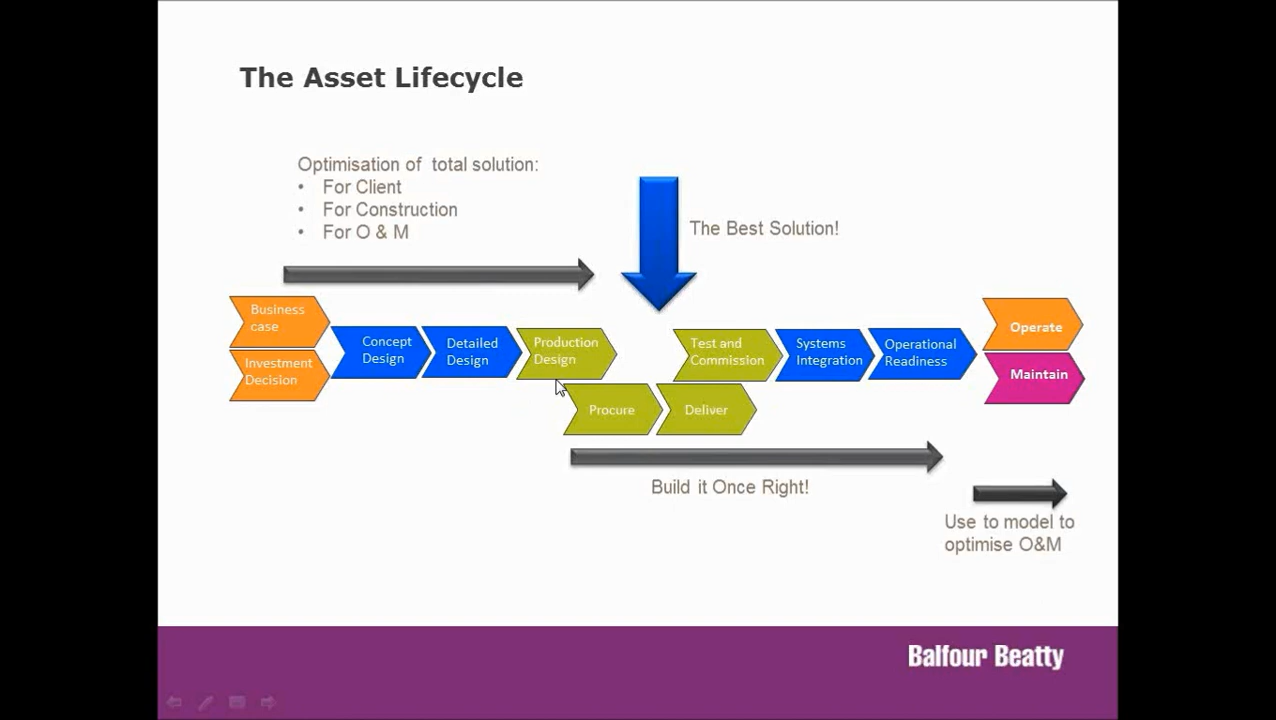 The Asset Lifecycle
Optimisation of total solution:
• For Client
• For Construction
• For O & M
The Best Solution!
Business
case
Investment
Decision
Concept
Design
Detailed
Design
Production
Design
Procure
Deliver
Test and
Commission
Systems
Integration
Operational
Readiness
Operate
Maintain
Build it Once Right!
Use to model to
optimise O&M
Balfour Beatty